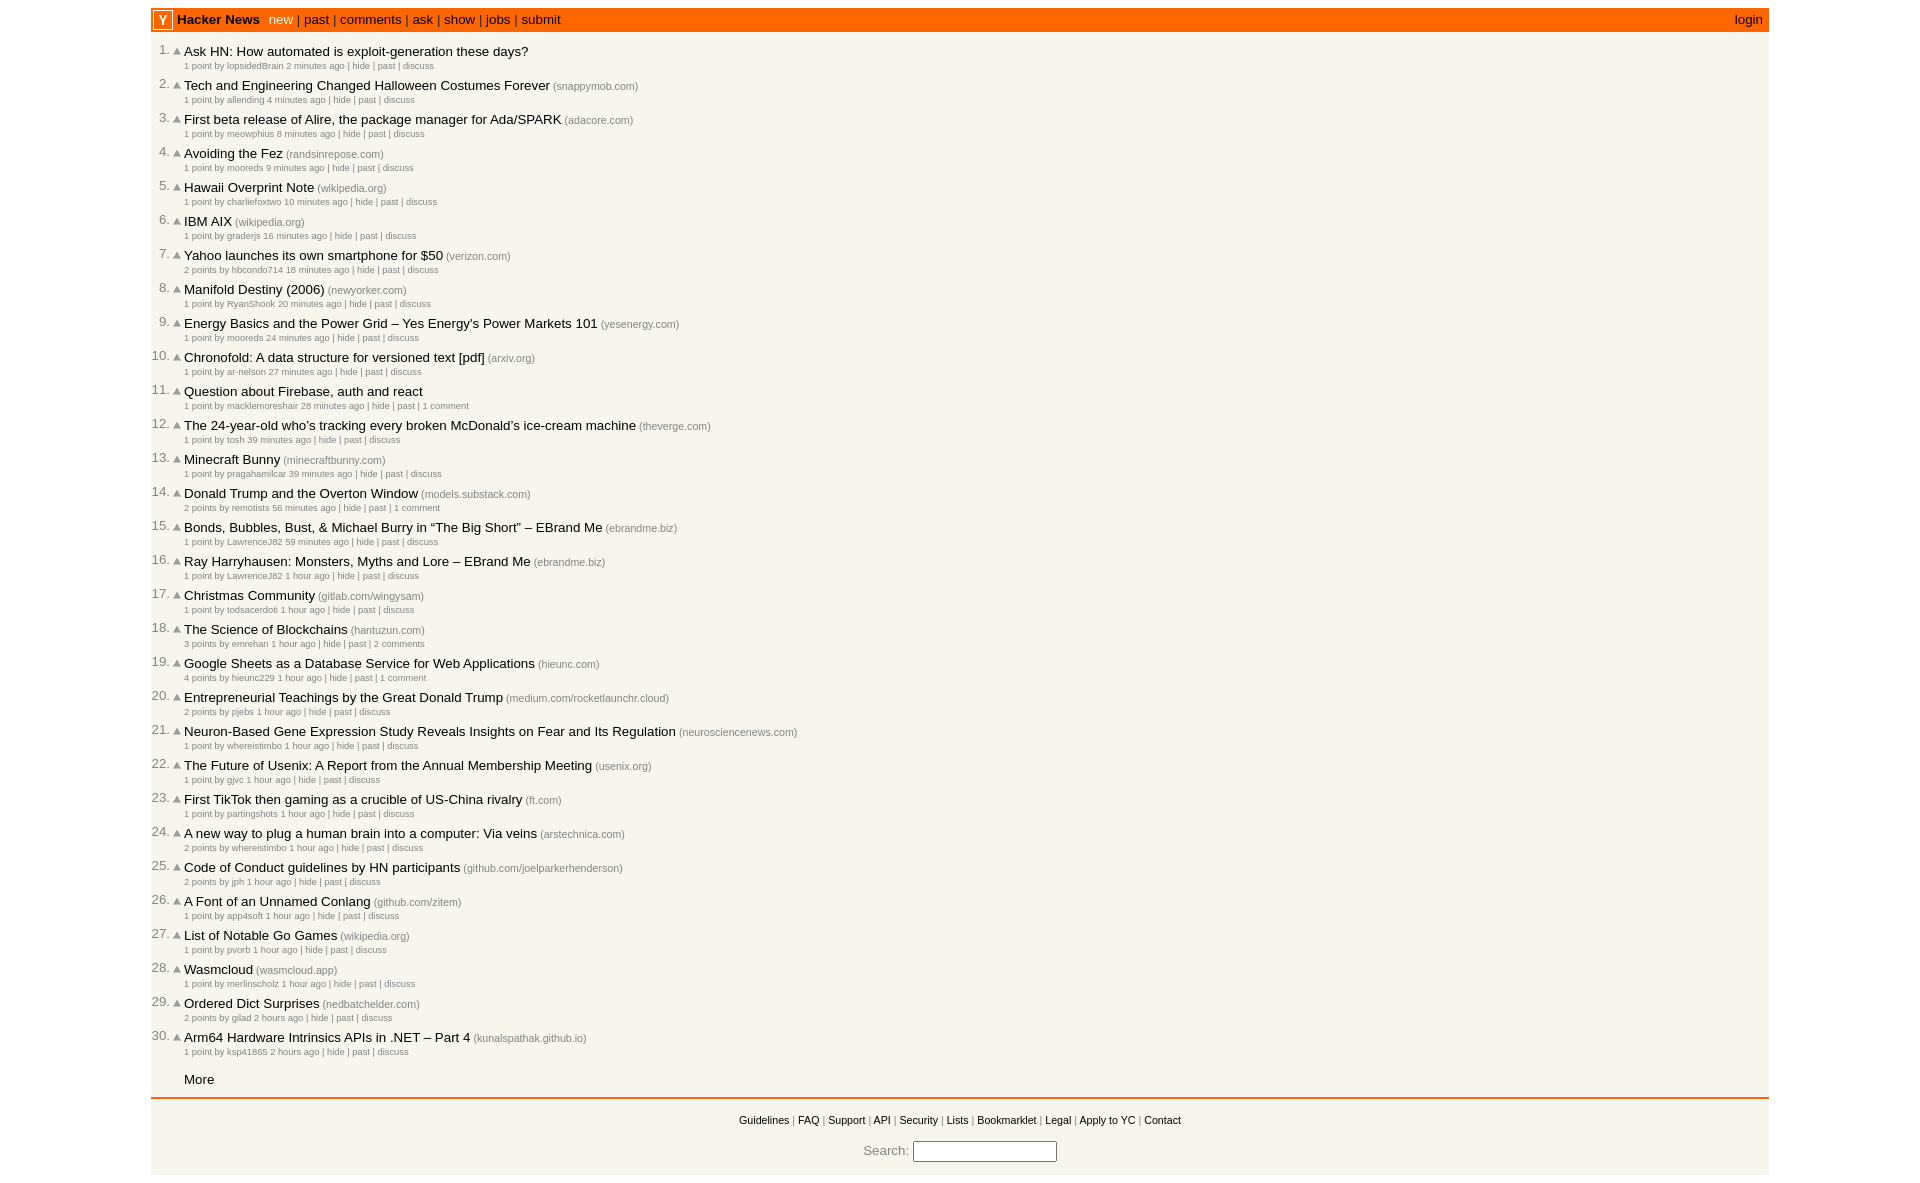 Y Hacker News new | past | comments | ask | show | jobs | submit login
1. Ask HN: How automated is exploit-generation these days?
1 point by lopsidedBrain 2 minutes ago | hide | past | discuss
2. Tech and Engineering Changed Halloween Costumes Forever (snappymob.com)
1 point by allending 4 minutes ago | hide | past | discuss
3. First beta release of Alire, the package manager for Ada/SPARK (adacore.com)
1 point by meowphius 8 minutes ago | hide | past | discuss
4. Avoiding the Fez (randsinrepose.com)
1 point by mooreds 9 minutes ago | hide | past | discuss
5. Hawaii Overprint Note (wikipedia.org)
1 point by charliefoxtwo 10 minutes ago | hide | past | discuss
6. IBM AIX (wikipedia.org)
1 point by graderjs 16 minutes ago | hide | past | discuss
7. Yahoo launches its own smartphone for $50 (verizon.com)
2 points by hbcondo714 18 minutes ago | hide | past | discuss
8. Manifold Destiny (2006) (newyorker.com)
1 point by RyanShook 20 minutes ago | hide | past | discuss
9. Energy Basics and the Power Grid – Yes Energy's Power Markets 101 (yesenergy.com)
1 point by mooreds 24 minutes ago | hide | past | discuss
10. Chronofold: A data structure for versioned text [pdf] (arxiv.org)
1 point by ar-nelson 27 minutes ago | hide | past | discuss
11. Question about Firebase, auth and react
1 point by macklemoreshair 28 minutes ago | hide | past | 1 comment
12. The 24-year-old who’s tracking every broken McDonald’s ice-cream machine (theverge.com)
1 point by tosh 39 minutes ago | hide | past | discuss
13. Minecraft Bunny (minecraftbunny.com)
1 point by pragahamilcar 39 minutes ago | hide | past | discuss
14. Donald Trump and the Overton Window (models.substack.com)
2 points by remotists 56 minutes ago | hide | past | 1 comment
15. Bonds, Bubbles, Bust, & Michael Burry in “The Big Short” – EBrand Me (ebrandme.biz)
1 point by LawrenceJ82 59 minutes ago | hide | past | discuss
16. Ray Harryhausen: Monsters, Myths and Lore – EBrand Me (ebrandme.biz)
1 point by LawrenceJ82 1 hour ago | hide | past | discuss
17. Christmas Community (gitlab.com/wingysam)
1 point by todsacerdoti 1 hour ago | hide | past | discuss
18. The Science of Blockchains (hantuzun.com)
3 points by emrehan 1 hour ago | hide | past | 2 comments
19. Google Sheets as a Database Service for Web Applications (hieunc.com)
4 points by hieunc229 1 hour ago | hide | past | 1 comment
20. Entrepreneurial Teachings by the Great Donald Trump (medium.com/rocketlaunchr.cloud)
2 points by pjebs 1 hour ago | hide | past | discuss
21. Neuron-Based Gene Expression Study Reveals Insights on Fear and Its Regulation (neurosciencenews.com)
1 point by whereistimbo 1 hour ago | hide | past | discuss
22. The Future of Usenix: A Report from the Annual Membership Meeting (usenix.org)
1 point by gjvc 1 hour ago | hide | past | discuss
23. First TikTok then gaming as a crucible of US-China rivalry (ft.com)
1 point by partingshots 1 hour ago | hide | past | discuss
24. A new way to plug a human brain into a computer: Via veins (arstechnica.com)
2 points by whereistimbo 1 hour ago | hide | past | discuss
25. Code of Conduct guidelines by HN participants (github.com/joelparkerhenderson)
2 points by jph 1 hour ago | hide | past | discuss
26. A Font of an Unnamed Conlang (github.com/zitem)
1 point by app4soft 1 hour ago | hide | past | discuss
27. List of Notable Go Games (wikipedia.org)
1 point by pvorb 1 hour ago | hide | past | discuss
28. Wasmcloud (wasmcloud.app)
1 point by merlinscholz 1 hour ago | hide | past | discuss
29. Ordered Dict Surprises (nedbatchelder.com)
2 points by gilad 2 hours ago | hide | past | discuss
30. Arm64 Hardware Intrinsics APIs in .NET – Part 4 (kunalspathak.github.io)
1 point by ksp41865 2 hours ago | hide | past | discuss
More
Guidelines | FAQ | Support | API | Security | Lists | Bookmarklet | Legal | Apply to YC | Contact
Search: